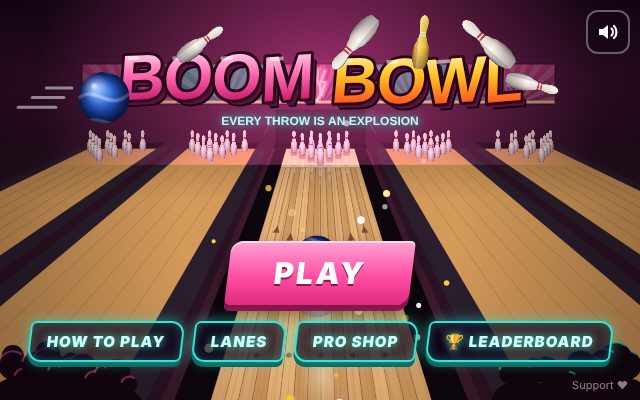 BOOM BOWL
EVERY THROW IS AN EXPLOSION
PLAY
HOW TO PLAY
LANES
PRO SHOP
🏆 LEADERBOARD
Support ♥